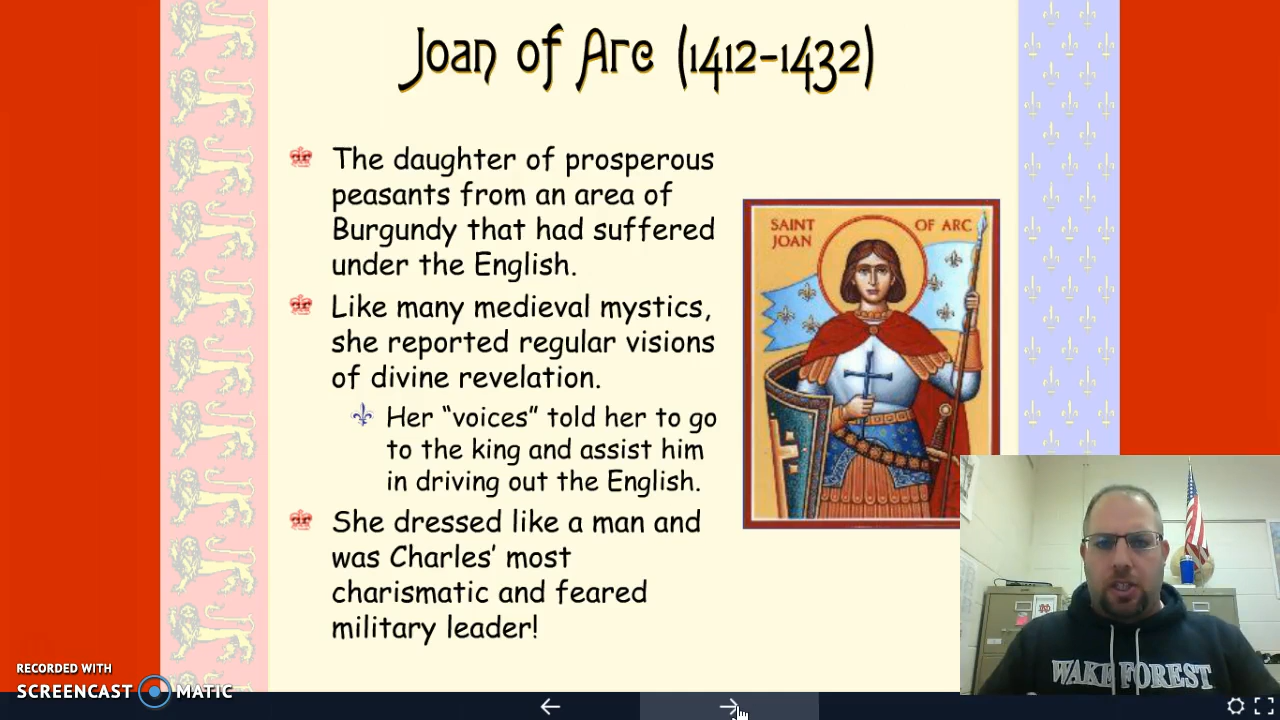 Joan of Arc (1412-1432)
The daughter of prosperous
peasants from an area of
Burgundy that had suffered
under the English.
Like many medieval mystics,
she reported regular visions
of divine revelation.
Her “voices” told her to go
to the king and assist him
in driving out the English.
She dressed like a man and
was Charles’ most
charismatic and feared
military leader!
SAINT JOAN OF ARC
WAKE FOREST
RECORDED WITH
SCREENCAST MATIC